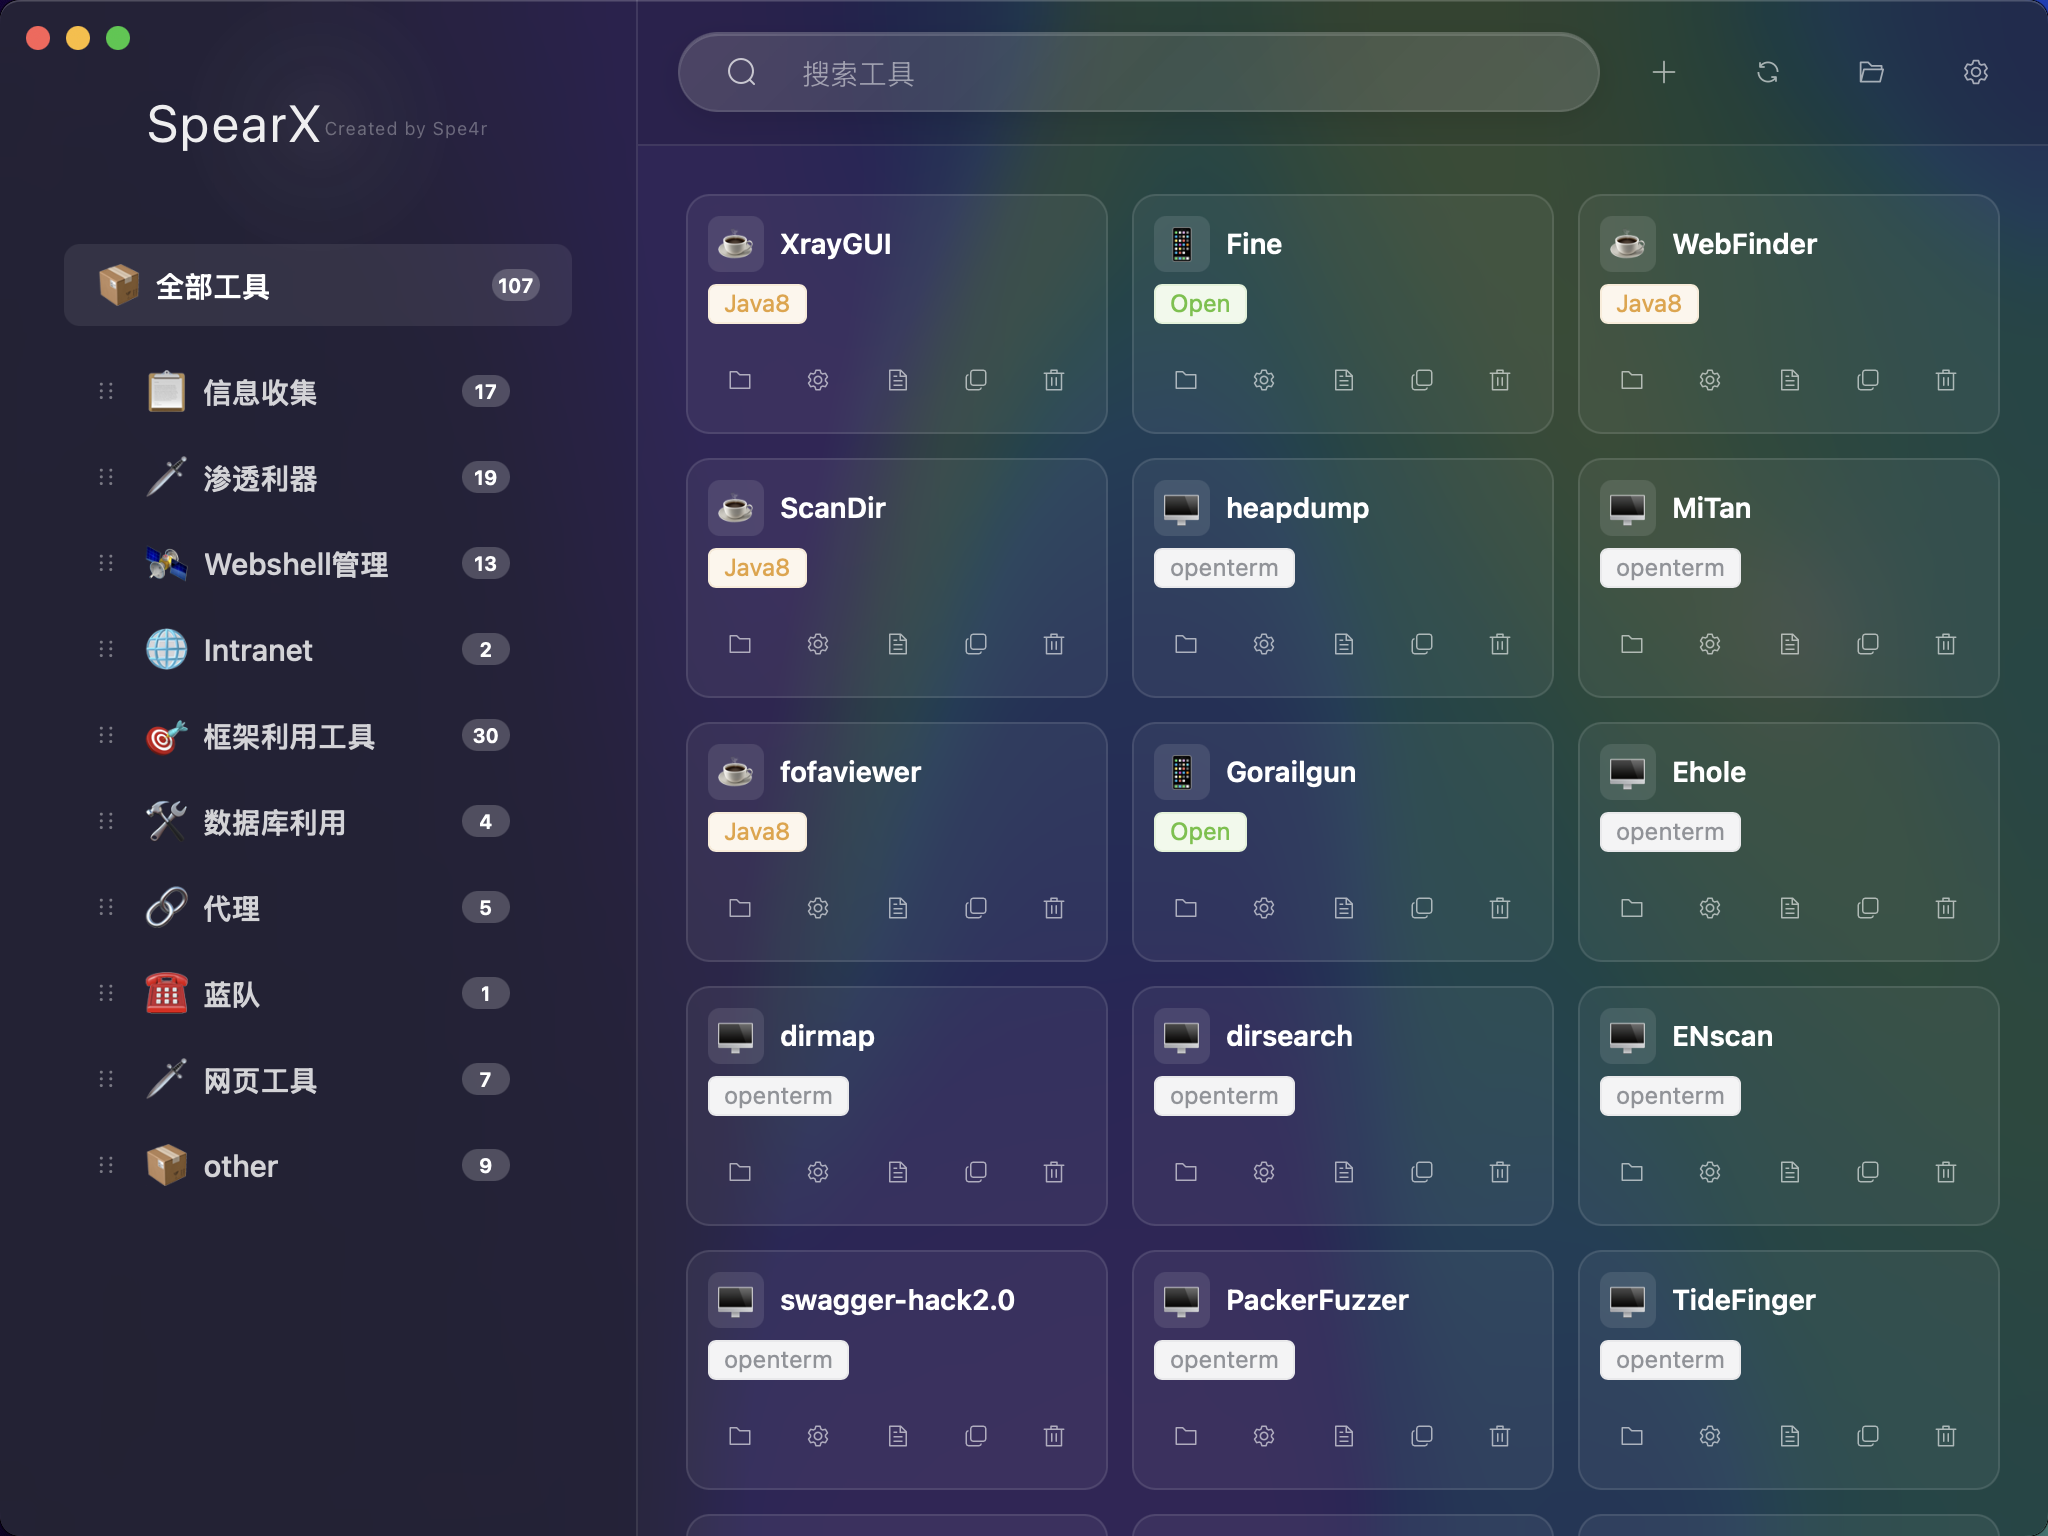 SpearX Created by Spe4r
全部工具 107
信息收集 17
渗透利器 19
Webshell管理 13
Intranet 2
框架利用工具 30
数据库利用 4
代理 5
蓝队 1
网页工具 7
other 9
搜索工具
XrayGUI
Java8
Fine
Open
WebFinder
Java8
ScanDir
Java8
heapdump
openterm
MiTan
openterm
fofaviewer
Java8
Gorailgun
Open
Ehole
openterm
dirmap
openterm
dirsearch
openterm
ENscan
openterm
swagger-hack2.0
openterm
PackerFuzzer
openterm
TideFinger
openterm